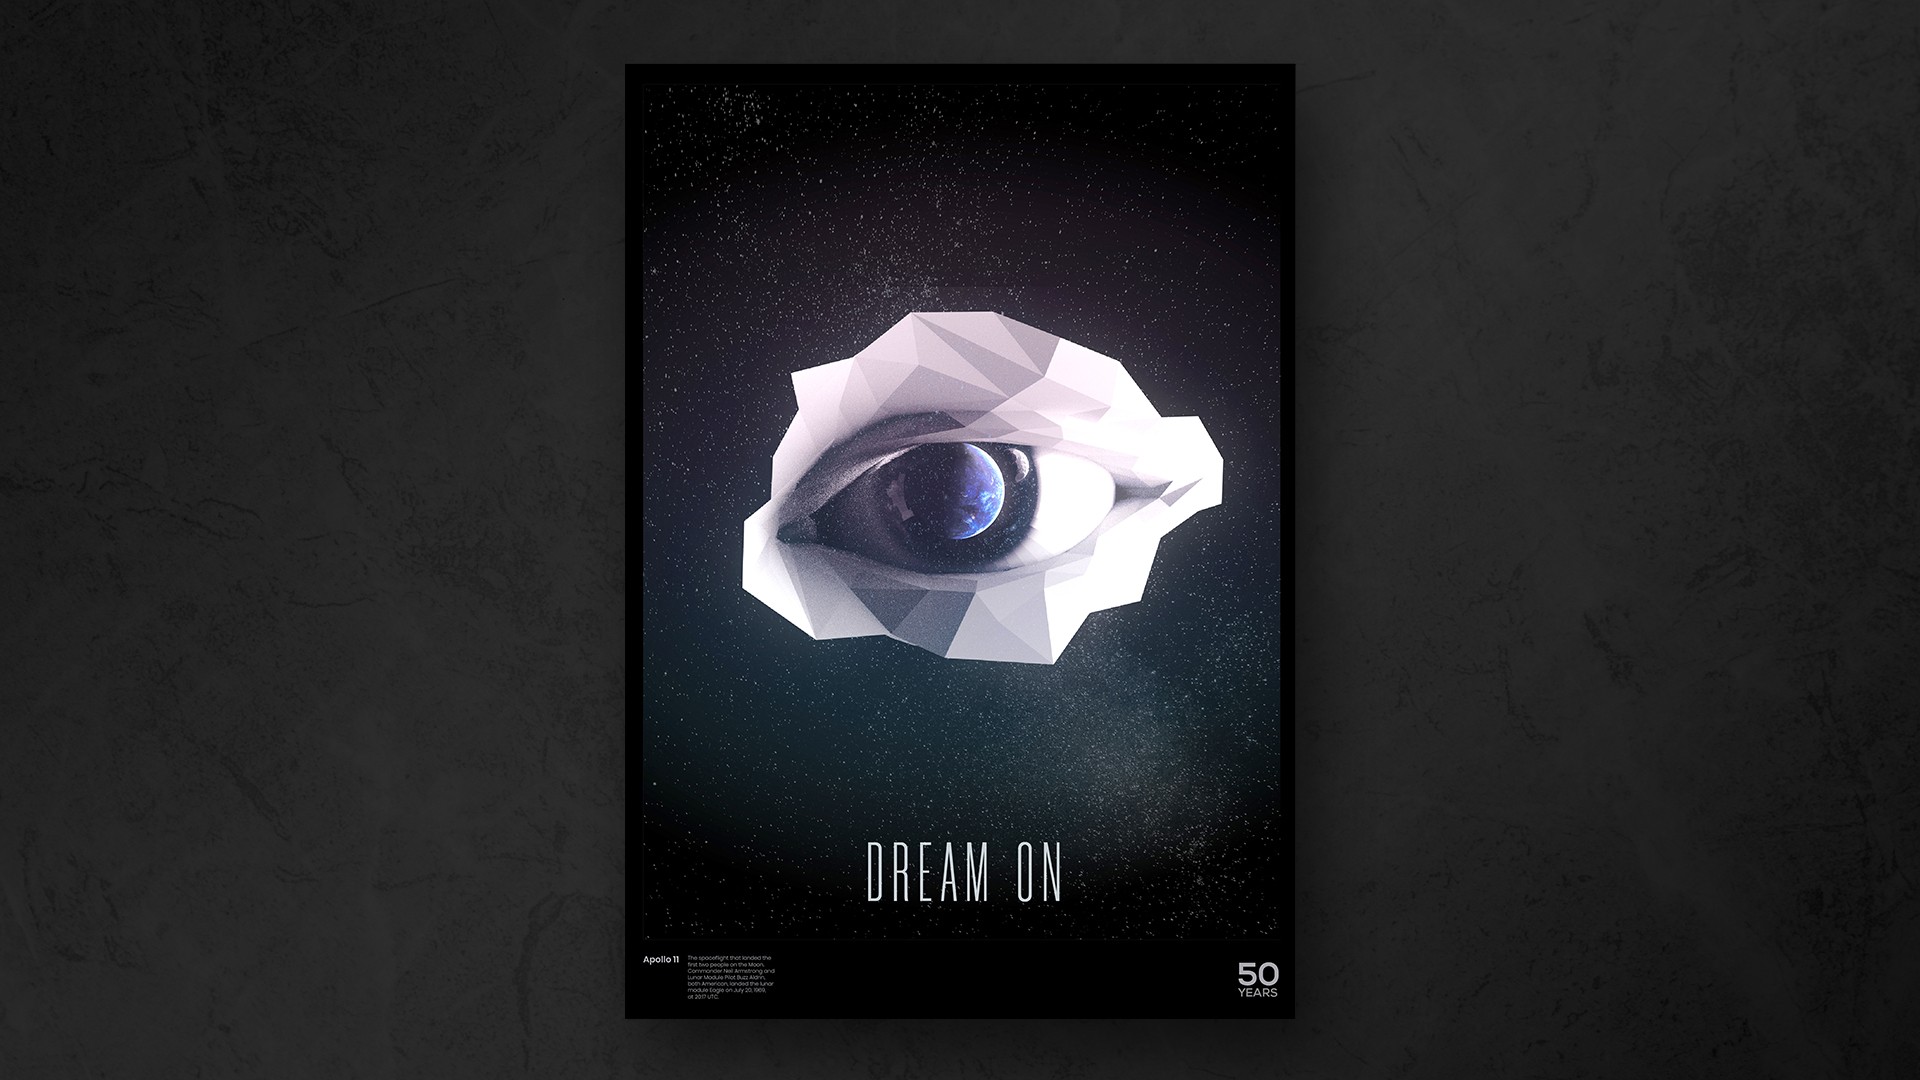 DREAM ON
Apollo 11
The spaceflight that landed the
first two people on the Moon.
Commander Neil Armstrong and
Lunar Module Pilot Buzz Aldrin,
both American, landed the lunar
module Eagle on July 20, 1969,
at 20:17 UTC.
50
YEARS